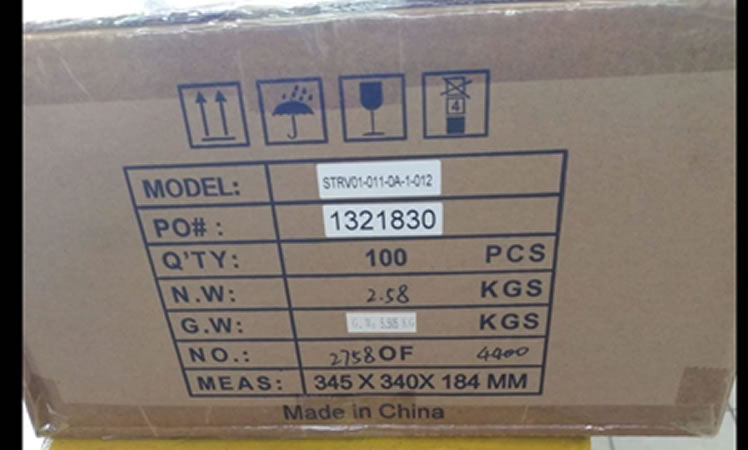 4
MODEL: STRV01-011-0A-1-012
PO# : 1321830
Q'TY: 100 PCS
N.W: 2.58 KGS
G.W: KGS
NO.: 2758 OF 4400
MEAS: 345 X 340X 184 MM
Made in China